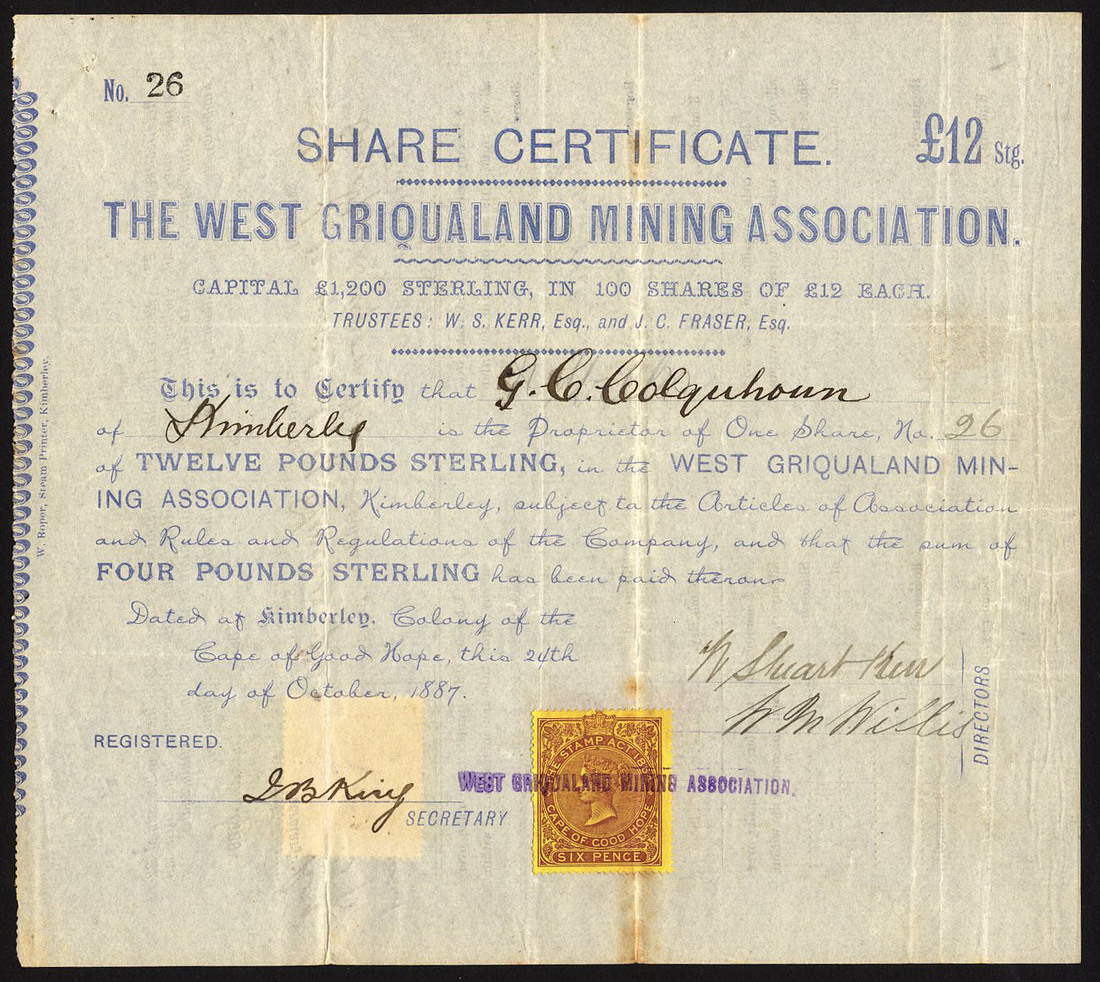 No. 26
SHARE CERTIFICATE.
£12 Stg.
THE WEST GRIQUALAND MINING ASSOCIATION.
CAPITAL £1,200 STERLING, IN 100 SHARES OF £12 EACH.
TRUSTEES: W. S. KERR, Esq., and J. C. FRASER, Esq.
This is to Certify that G. C. Colquhoun
of Kimberley is the Proprietor of One Share, No. 26
of TWELVE POUNDS STERLING, in the WEST GRIQUALAND MIN-
ING ASSOCIATION, Kimberley, subject to the Articles of Association
and Rules and Regulations of the Company, and that the sum of
FOUR POUNDS STERLING has been paid thereon
Dated at Kimberley, Colony of the
Cape of Good Hope, this 24th
day of October, 1887.
W Stuart Kerr
W M Willis
DIRECTORS
REGISTERED.
J B King
SECRETARY
WEST GRIQUALAND MINING ASSOCIATION.
THE STAMP ACT
CAPE OF GOOD HOPE
SIX PENCE
W. Roper, Steam Printer, Kimberley.